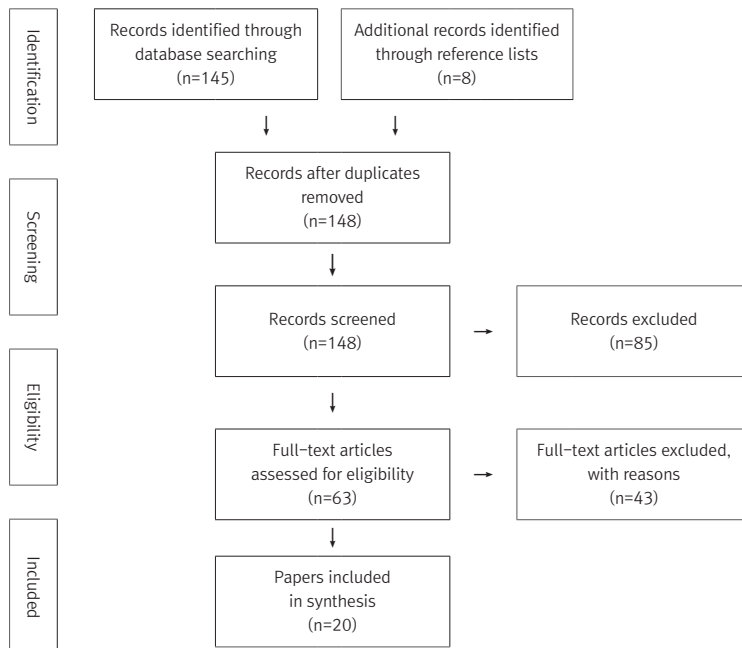 Identification
Records identified through
database searching
(n=145)
Additional records identified
through reference lists
(n=8)
Records after duplicates
removed
(n=148)
Screening
Records screened
(n=148)
Records excluded
(n=85)
Eligibility
Full-text articles
assessed for eligibility
(n=63)
Full-text articles excluded,
with reasons
(n=43)
Included
Papers included
in synthesis
(n=20)